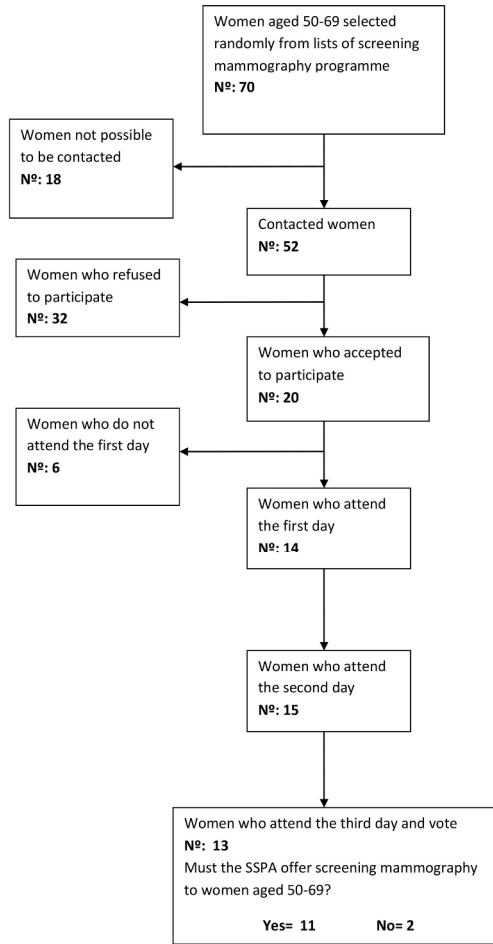 Women aged 50-69 selected
randomly from lists of screening
mammography programme
Nº: 70
Women not possible
to be contacted
Nº: 18
Contacted women
Nº: 52
Women who refused
to participate
Nº: 32
Women who accepted
to participate
Nº: 20
Women who do not
attend the first day
Nº: 6
Women who attend
the first day
Nº: 14
Women who attend
the second day
Nº: 15
Women who attend the third day and vote
Nº: 13
Must the SSPA offer screening mammography
to women aged 50-69?
Yes= 11 No= 2